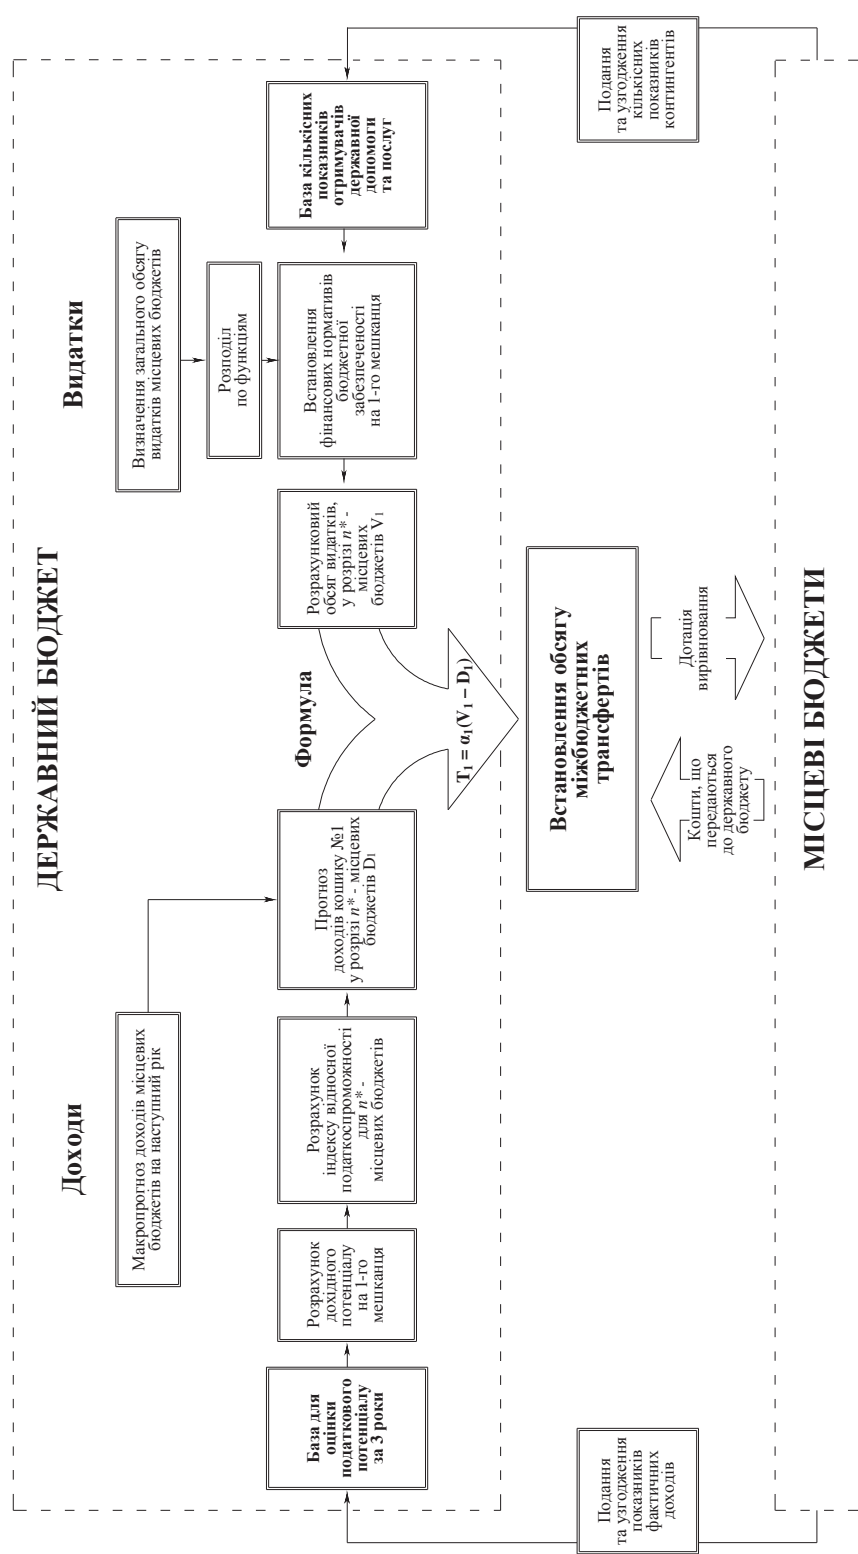 ДЕРЖАВНИЙ БЮДЖЕТ
Доходи
Видатки
Макропрогноз доходів місцевих
бюджетів на наступний рік
Визначення загального обсягу
видатків місцевих бюджетів
Розподіл
по функціям
База для
оцінки
податкового
потенціалу
за 3 роки
Розрахунок
дохідного
потенціалу
на 1-го
мешканця
Розрахунок
індексу відносної
податкоспроможності
для n* -
місцевих бюджетів
Прогноз
доходів кошику №1
у розрізі n* - місцевих
бюджетів D1
Формула
Розрахунковий
обсяг видатків,
у розрізі n* -
місцевих
бюджетів V1
Встановлення
фінансових нормативів
бюджетної
забезпеченості
на 1-го мешканця
База кількісних
показників
отримувачів
державної
допомоги
та послуг
T1 = α1(V1 – D1)
Встановлення обсягу
міжбюджетних
трансфертів
Подання
та узгодження
показників
фактичних
доходів
Кошти, що
передаються
до державного
бюджету
Дотація
вирівнювання
Подання
та узгодження
кількісних
показників
контингентів
МІСЦЕВІ БЮДЖЕТИ